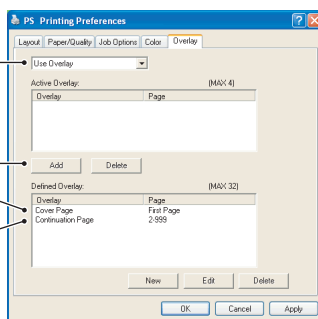 PS Printing Preferences
Layout Paper/Quality Job Options Color Overlay
Use Overlay
Active Overlay: (MAX 4)
Overlay Page
Add Delete
Defined Overlay: (MAX 32)
Overlay Page
Cover Page First Page
Continuation Page 2-999
New Edit Delete
OK Cancel Apply